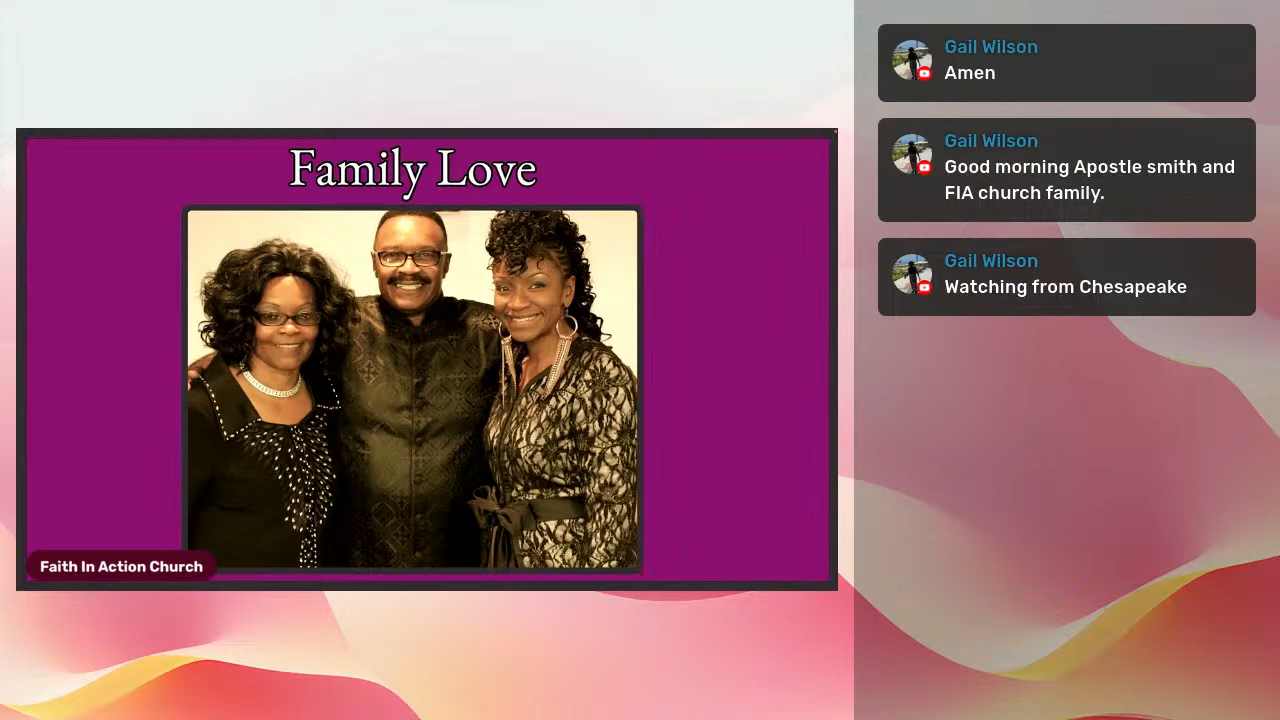 Family Love
Faith In Action Church
Gail Wilson
Amen
Gail Wilson
Good morning Apostle smith and
FIA church family.
Gail Wilson
Watching from Chesapeake